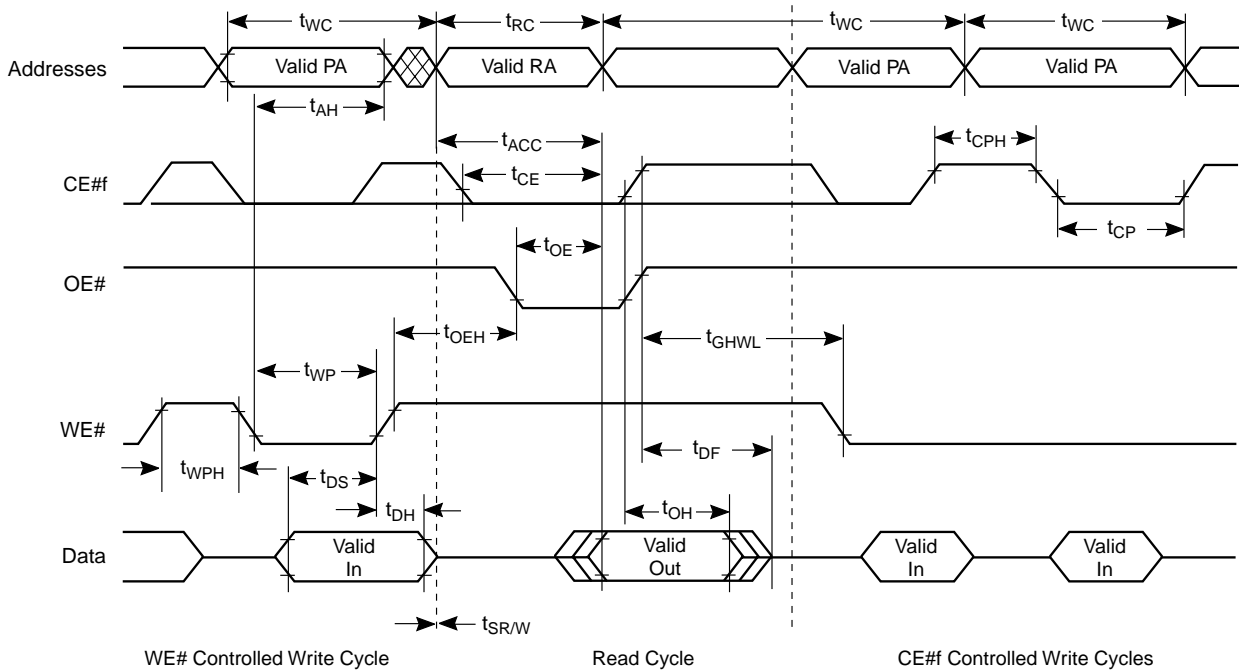 tWC tRC tWC tWC
Addresses Valid PA Valid RA Valid PA Valid PA
tAH
tACC tCPH
CE#f tCE
tOE tCP
OE#
tOEH tGHWL
tWP
WE#
tWPH tDS tDF
tDH tOH
Data Valid In Valid Out Valid In Valid In
tSR/W
WE# Controlled Write Cycle Read Cycle CE#f Controlled Write Cycles